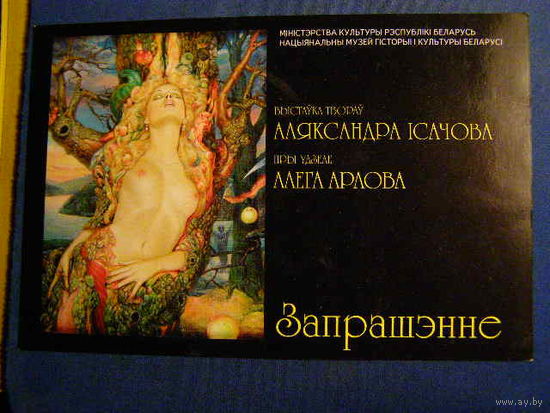 МІНІСТЭРСТВА КУЛЬТУРЫ РЭСПУБЛІКІ БЕЛАРУСЬ
НАЦЫЯНАЛЬНЫ МУЗЕЙ ГІСТОРЫІ І КУЛЬТУРЫ БЕЛАРУСІ
ВЫСТАЎКА ТВОРАЎ
АЛЯКСАНДРА ІСАЧОВА
ПРЫ УДЗЕЛЕ
АЛЕГА АРЛОВА
Запрашэнне
www.ay.by